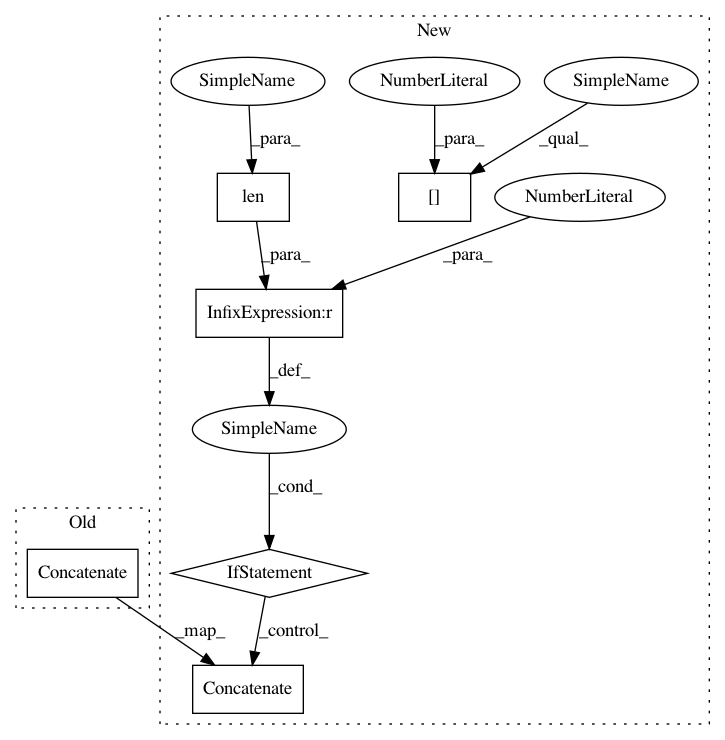 New
SimpleName
NumberLiteral
SimpleName
_para_
_para_
_qual_
len
[]
NumberLiteral
_para_
_para_
InfixExpression:r
_def_
SimpleName
_cond_
Old
Concatenate
IfStatement
_map_
_control_
Concatenate